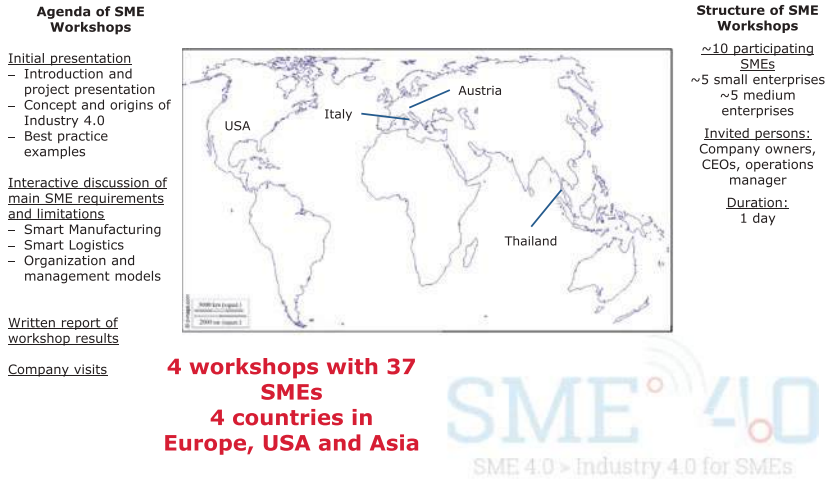 Agenda of SME
Workshops
Initial presentation
– Introduction and
project presentation
– Concept and origins of
Industry 4.0
– Best practice
examples
Interactive discussion of
main SME requirements
and limitations
– Smart Manufacturing
– Smart Logistics
– Organization and
management models
Written report of
workshop results
Company visits
USA
Italy
Austria
Thailand
4 workshops with 37
SMEs
4 countries in
Europe, USA and Asia
Structure of SME
Workshops
~10 participating
SMEs
~5 small enterprises
~5 medium
enterprises
Invited persons:
Company owners,
CEOs, operations
manager
Duration:
1 day
SME 4.0
SME 4.0 > Industry 4.0 for SMEs